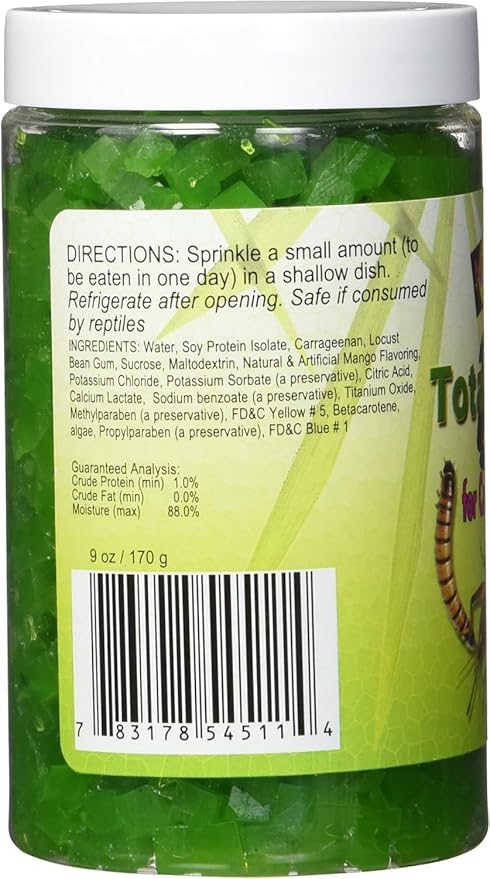 DIRECTIONS: Sprinkle a small amount (to
be eaten in one day) in a shallow dish.
Refrigerate after opening. Safe if consumed
by reptiles
INGREDIENTS: Water, Soy Protein Isolate, Carrageenan, Locust
Bean Gum, Sucrose, Maltodextrin, Natural & Artificial Mango Flavoring,
Potassium Chloride, Potassium Sorbate (a preservative), Citric Acid,
Calcium Lactate, Sodium benzoate (a preservative), Titanium Oxide,
Methylparaben (a preservative), FD&C Yellow # 5, Betacarotene,
algae, Propylparaben (a preservative), FD&C Blue # 1
Guaranteed Analysis:
Crude Protein (min) 1.0%
Crude Fat (min) 0.0%
Moisture (max) 88.0%
9 oz / 170 g
7 83178 54511 4
Tot
for